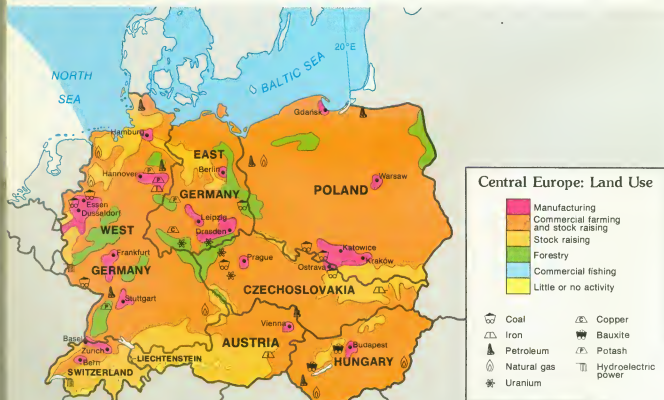 NORTH
SEA
BALTIC SEA
20°E
Gdańsk
Hamburg
EAST
Berlin
Hannover
GERMANY
POLAND
Warsaw
Essen
Düsseldorf
Leipzig
Dresden
WEST
Frankfurt
GERMANY
Prague
Katowice
Ostrava
Kraków
CZECHOSLOVAKIA
Stuttgart
Vienna
Basel
Zurich
Bern
LIECHTENSTEIN
AUSTRIA
Budapest
HUNGARY
SWITZERLAND
Central Europe: Land Use
Manufacturing
Commercial farming
and stock raising
Stock raising
Forestry
Commercial fishing
Little or no activity
Coal
Copper
Iron
Bauxite
Petroleum
Potash
Natural gas
Hydroelectric
power
Uranium